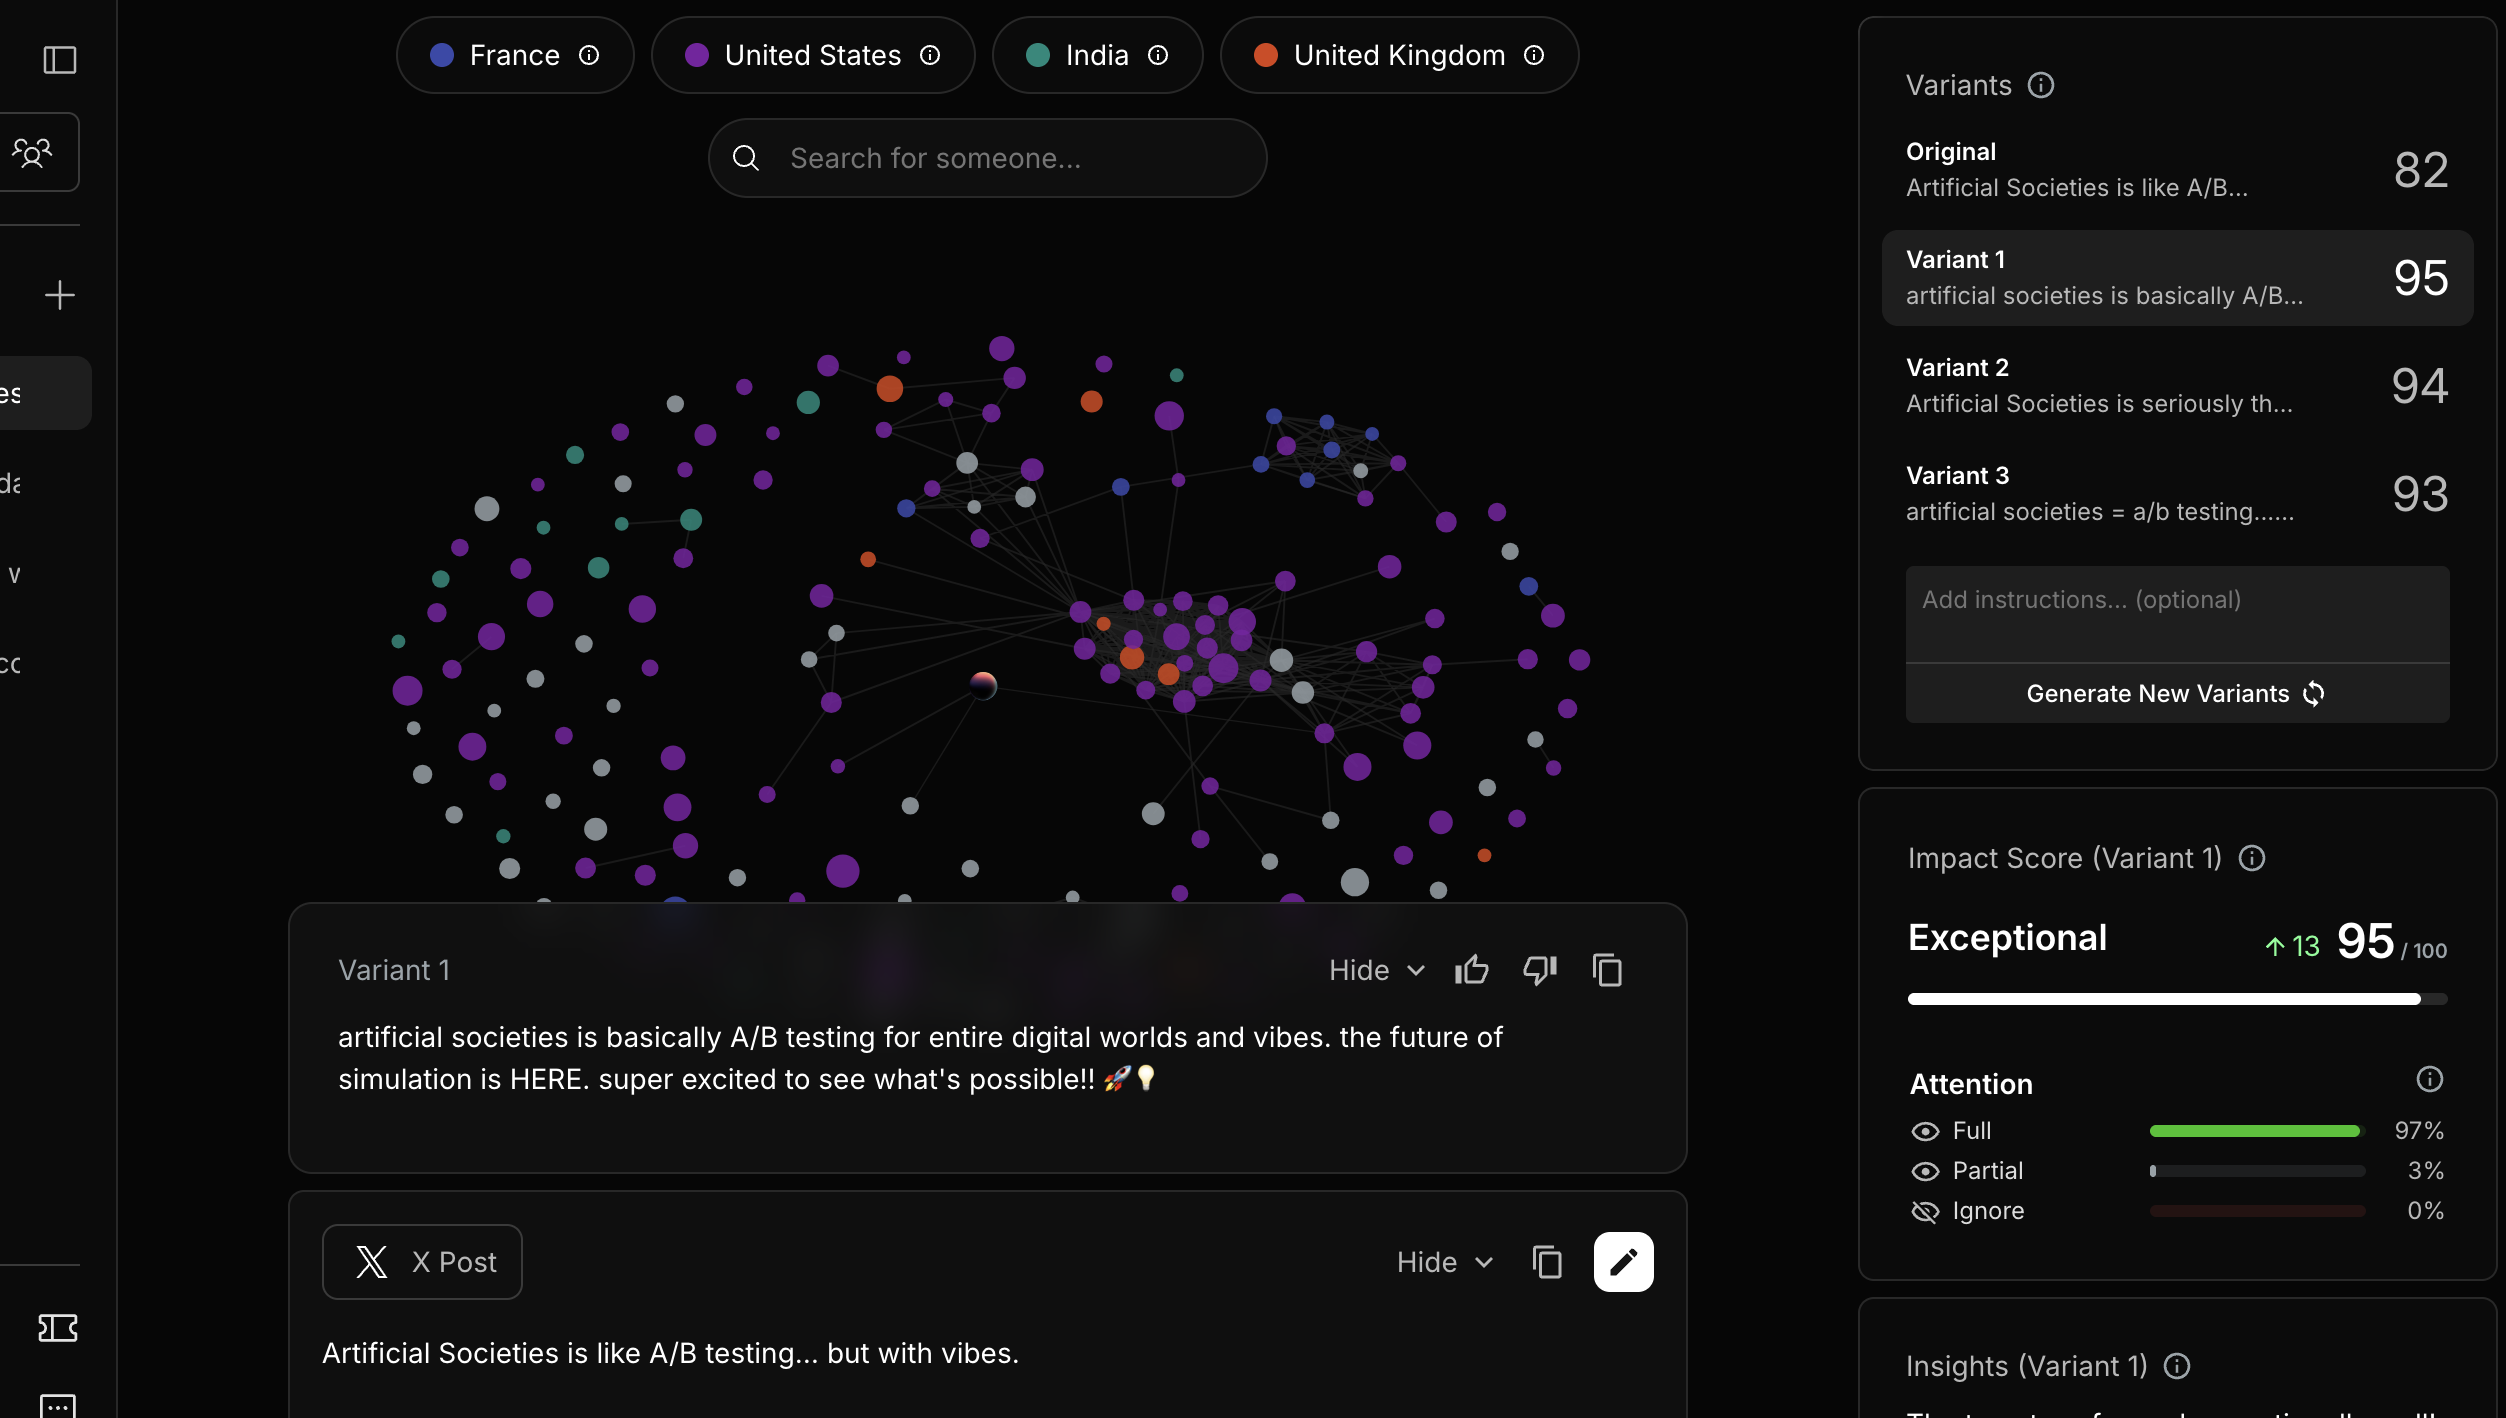 France
United States
India
United Kingdom
Search for someone...
Variants
Original
82
Artificial Societies is like A/B...
Variant 1
95
artificial societies is basically A/B...
Variant 2
94
Artificial Societies is seriously th...
Variant 3
93
artificial societies = a/b testing......
Add instructions... (optional)
Generate New Variants
Impact Score (Variant 1)
Exceptional
↑ 13 95 / 100
Attention
Full 97%
Partial 3%
Ignore 0%
Insights (Variant 1)
Variant 1
Hide
artificial societies is basically A/B testing for entire digital worlds and vibes. the future of
simulation is HERE. super excited to see what's possible!! 🚀💡
X Post
Hide
Artificial Societies is like A/B testing... but with vibes.